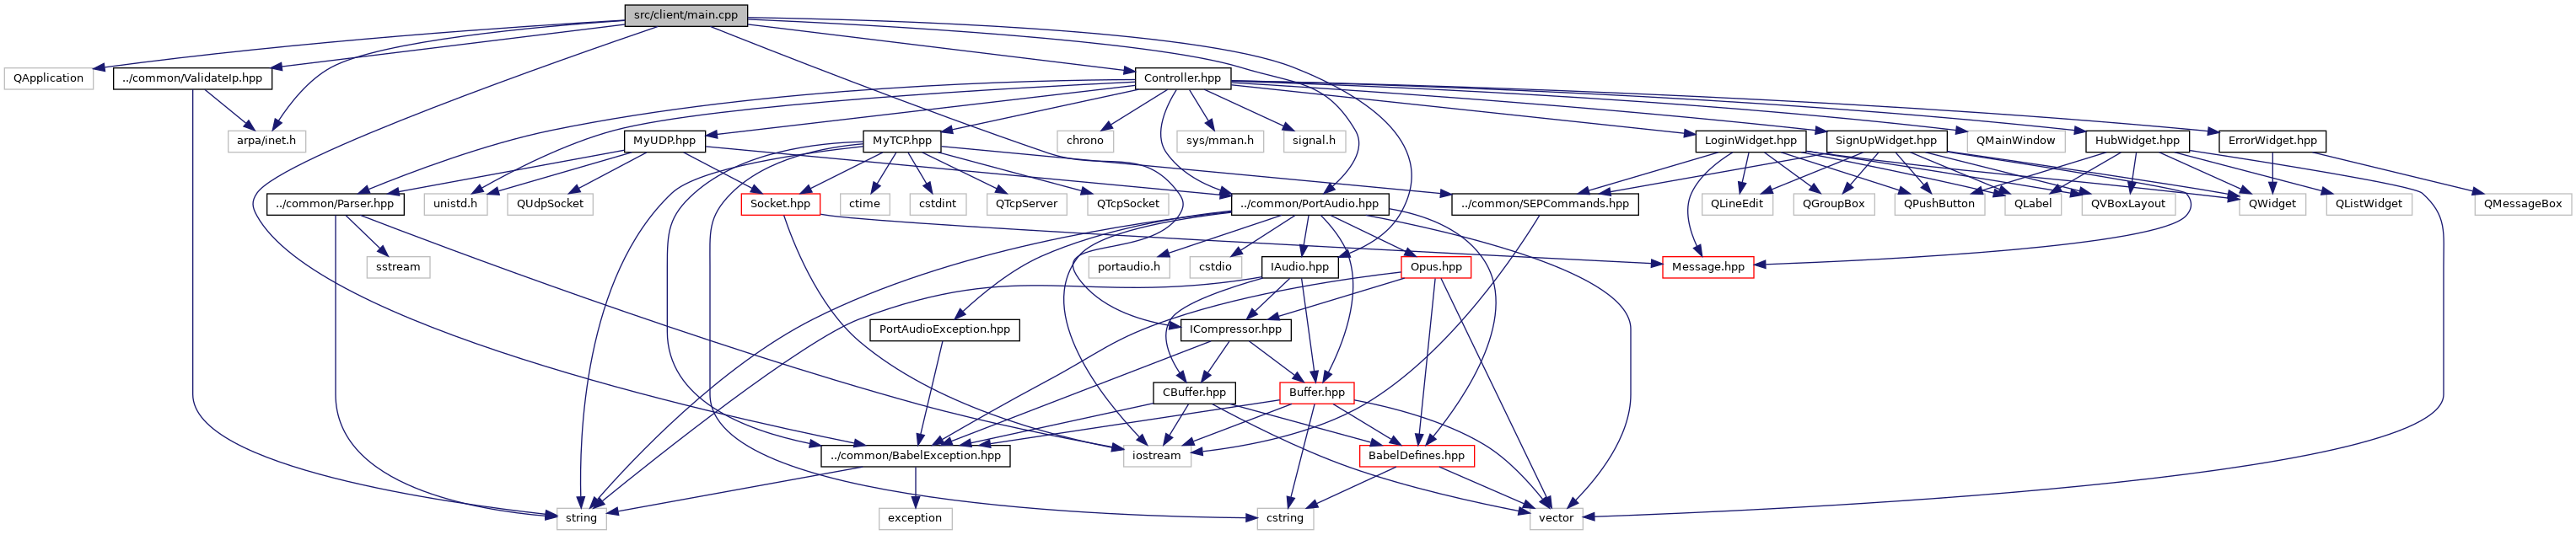 src/client/main.cpp
QApplication
../common/ValidateIp.hpp
Controller.hpp
arpa/inet.h
MyUDP.hpp
MyTCP.hpp
chrono
sys/mman.h
signal.h
LoginWidget.hpp
SignUpWidget.hpp
QMainWindow
HubWidget.hpp
ErrorWidget.hpp
../common/Parser.hpp
unistd.h
QUdpSocket
Socket.hpp
ctime
cstdint
QTcpServer
QTcpSocket
../common/PortAudio.hpp
../common/SEPCommands.hpp
QLineEdit
QGroupBox
QPushButton
QLabel
QVBoxLayout
QWidget
QListWidget
QMessageBox
sstream
portaudio.h
cstdio
IAudio.hpp
Opus.hpp
Message.hpp
PortAudioException.hpp
ICompressor.hpp
CBuffer.hpp
Buffer.hpp
../common/BabelException.hpp
iostream
BabelDefines.hpp
string
exception
cstring
vector